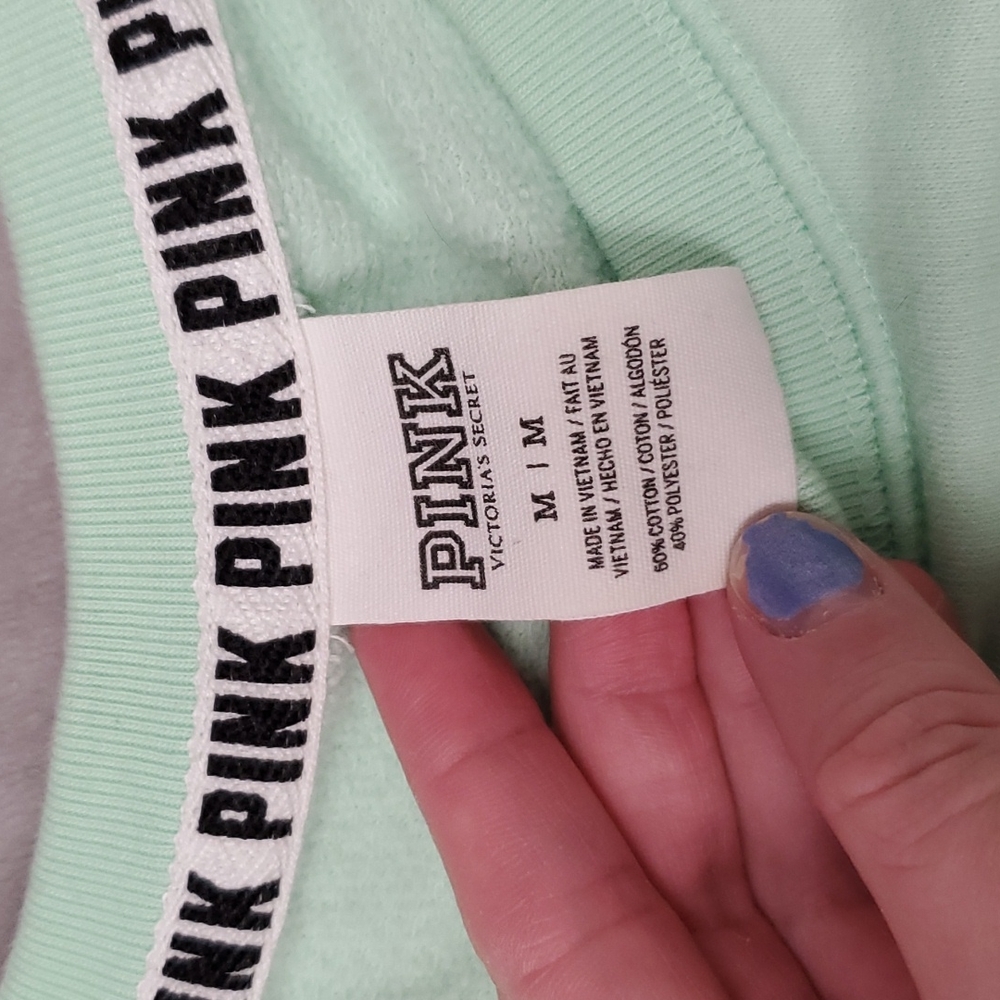 PINK
PINK
PINK
PINK
PINK
VICTORIA'S SECRET
M | M
MADE IN VIETNAM / FAIT AU
VIETNAM / HECHO EN VIETNAM
60% COTTON / COTON / ALGODÓN
40% POLYESTER / POLIÉSTER